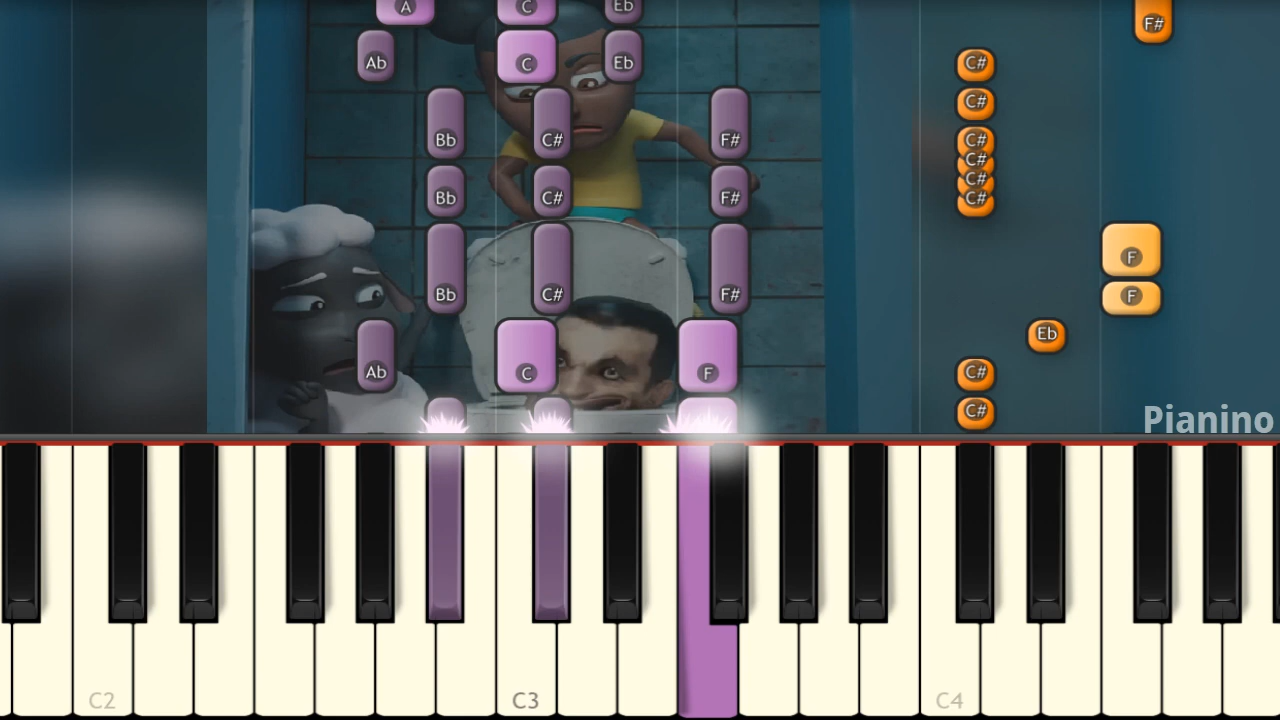 A C Eb F#
Ab C Eb C#
C#
Bb C# F# C#
C#
C#
Bb C# F# C#
F
Bb C# F# F
Eb
Ab C F C#
C#
Pianino
C2 C3 C4